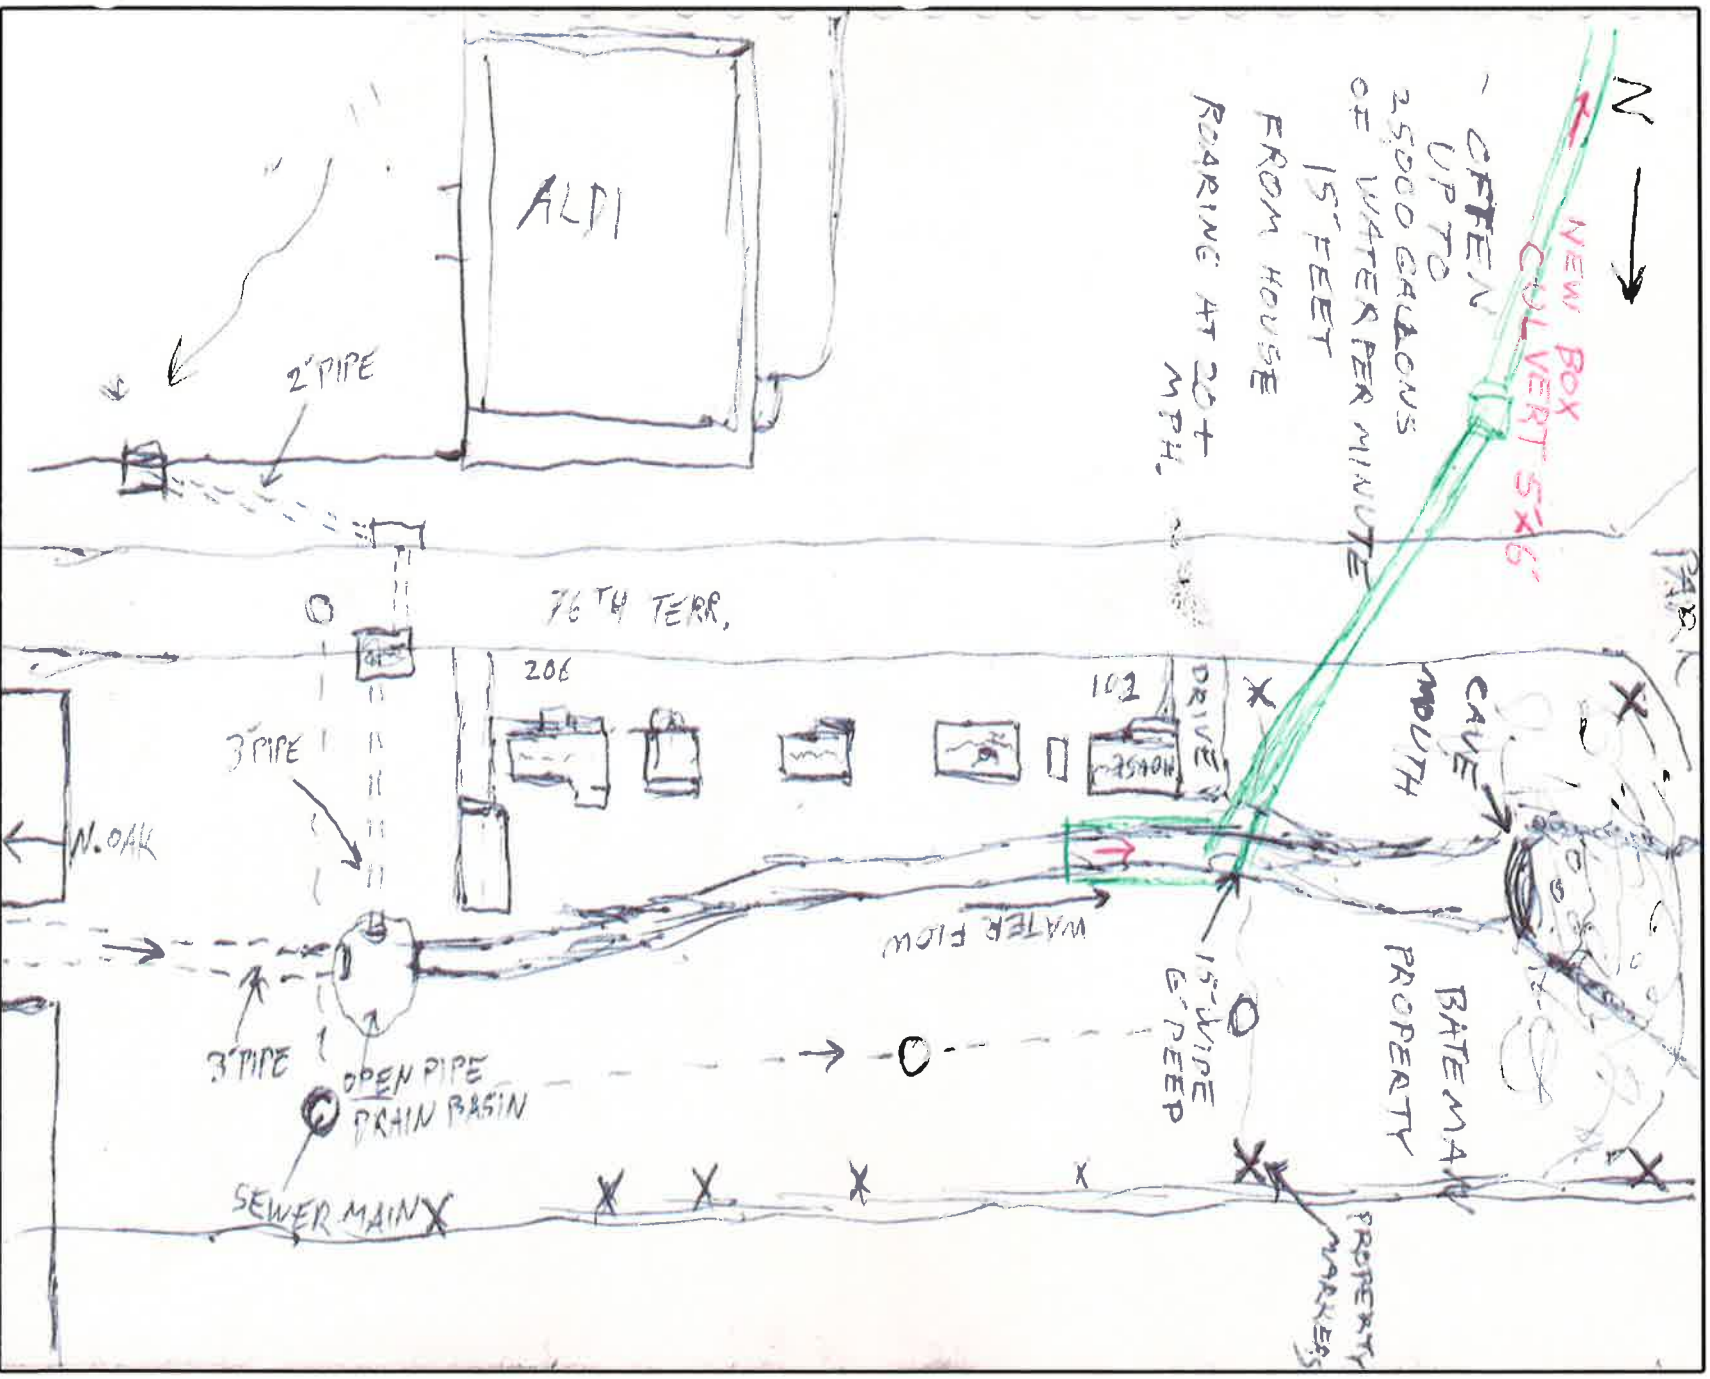 N
NEW BOX
CULVERT 5'x6'
- OFTEN
UP TO
25000 GALLONS
OF WATER PER MINUTE
15' FEET
FROM HOUSE
ROARING AT 20+
MPH.
ALDI
2' PIPE
PARK
76TH TERR.
206
102
DRIVE
HOUSE
CAVE
MOUTH
3' PIPE
N. OAK
WATER FLOW
15' WIDE
6' DEEP
BATEMAN
PROPERTY
3' PIPE
OPEN PIPE
DRAIN BASIN
SEWER MAIN
PROPERTY
MARKERS